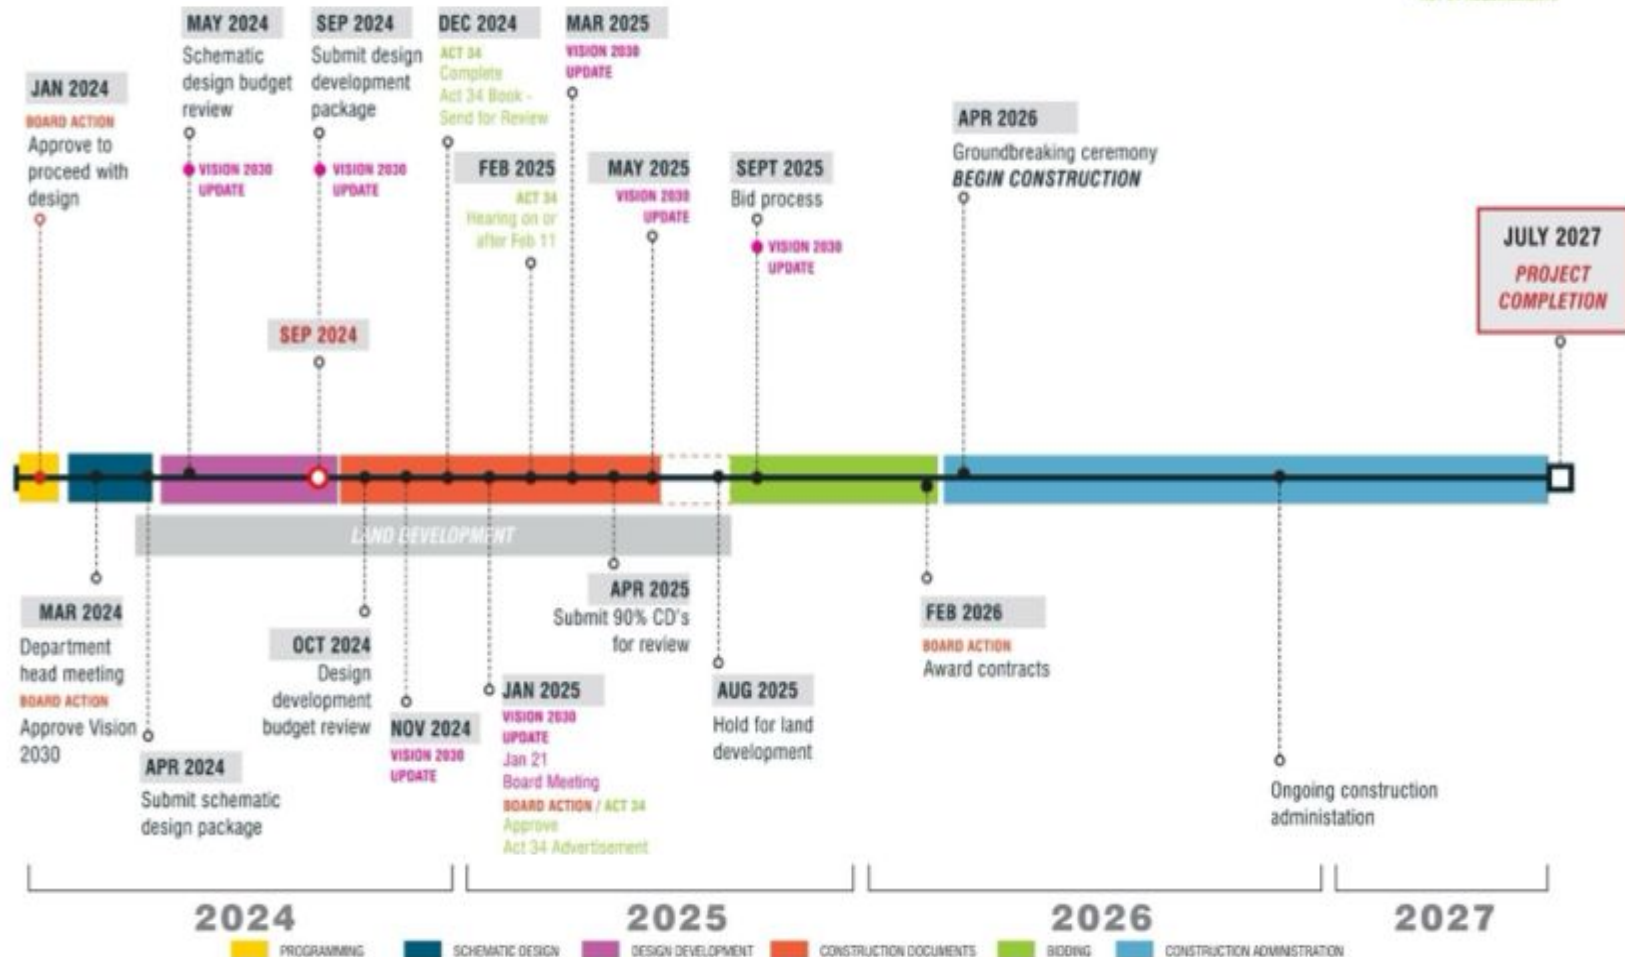 MAY 2024
Schematic
design budget
review
VISION 2030
UPDATE
SEP 2024
Submit design
development
package
VISION 2030
UPDATE
DEC 2024
ACT 34
Complete
Act 34 Book -
Send for Review
MAR 2025
VISION 2030
UPDATE
JAN 2024
BOARD ACTION
Approve to
proceed with
design
FEB 2025
ACT 34
Hearing on or
after Feb 11
MAY 2025
VISION 2030
UPDATE
SEPT 2025
Bid process
VISION 2030
UPDATE
APR 2026
Groundbreaking ceremony
BEGIN CONSTRUCTION
JULY 2027
PROJECT
COMPLETION
SEP 2024
LAND DEVELOPMENT
MAR 2024
Department
head meeting
BOARD ACTION
Approve Vision
2030
APR 2024
Submit schematic
design package
OCT 2024
Design
development
budget review
NOV 2024
VISION 2030
UPDATE
JAN 2025
VISION 2030
UPDATE
Jan 21
Board Meeting
BOARD ACTION / ACT 34
Approve
Act 34 Advertisement
APR 2025
Submit 90% CD's
for review
AUG 2025
Hold for land
development
FEB 2026
BOARD ACTION
Award contracts
Ongoing construction
administation
2024
2025
2026
2027
PROGRAMMING
SCHEMATIC DESIGN
DESIGN DEVELOPMENT
CONSTRUCTION DOCUMENTS
BIDDING
CONSTRUCTION ADMINISTRATION